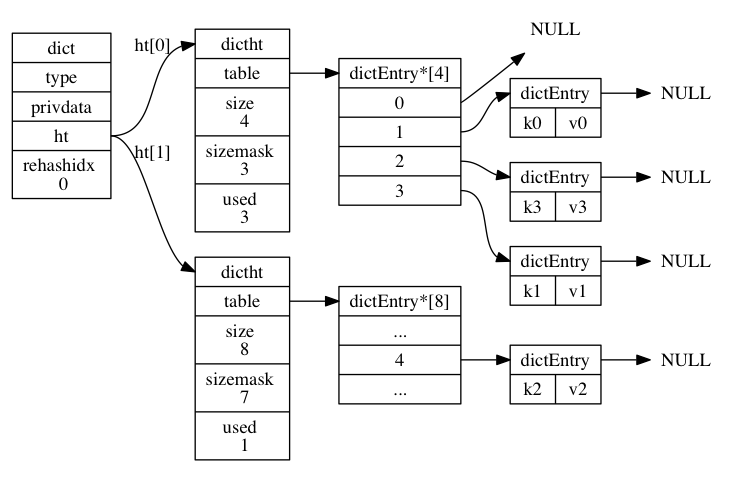 dict
type
privdata
ht
rehashidx
0
ht[0]
ht[1]
dictht
table
size
4
sizemask
3
used
3
dictht
table
size
8
sizemask
7
used
1
dictEntry*[4]
0
1
2
3
dictEntry*[8]
...
4
...
NULL
dictEntry
k0 v0
NULL
dictEntry
k3 v3
NULL
dictEntry
k1 v1
NULL
dictEntry
k2 v2
NULL